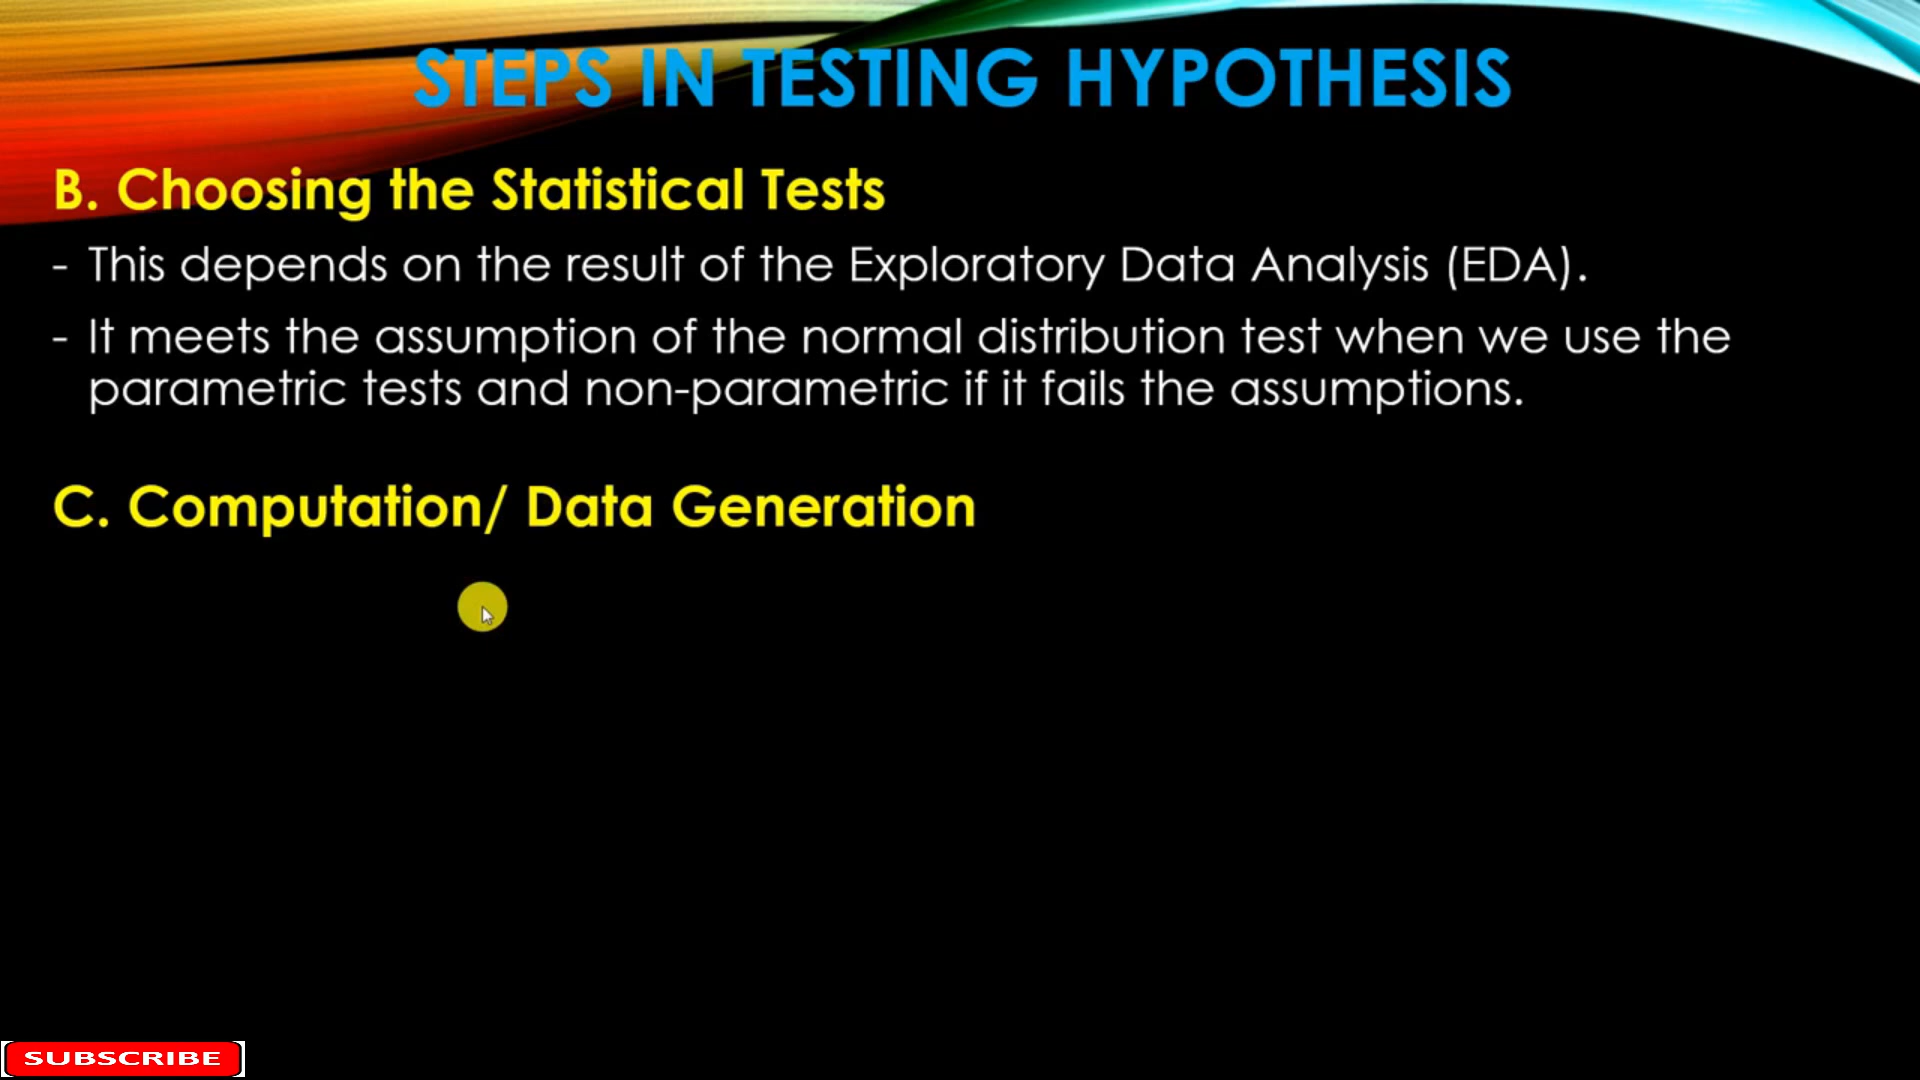 STEPS IN TESTING HYPOTHESIS
B. Choosing the Statistical Tests
- This depends on the result of the Exploratory Data Analysis (EDA).
- It meets the assumption of the normal distribution test when we use the
parametric tests and non-parametric if it fails the assumptions.
C. Computation/ Data Generation
SUBSCRIBE